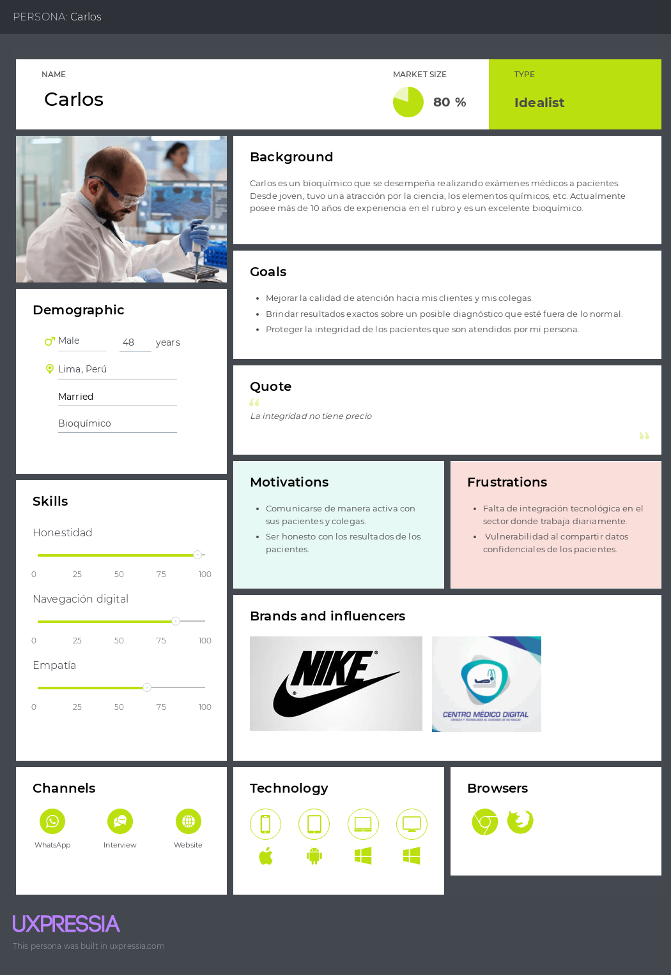 PERSONA: Carlos
NAME
Carlos
MARKET SIZE
80 %
TYPE
Idealist
Background
Carlos es un bioquímico que se desempeña realizando exámenes médicos a pacientes.
Desde joven, tuvo una atracción por la ciencia, los elementos químicos, etc. Actualmente
posee más de 10 años de experiencia en el rubro y es un excelente bioquímico.
Goals
• Mejorar la calidad de atención hacia mis clientes y mis colegas.
• Brindar resultados exactos sobre un posible diagnóstico que esté fuera de lo normal.
• Proteger la integridad de los pacientes que son atendidos por mi persona.
Demographic
Male
48 years
Lima, Perú
Married
Bioquímico
Quote
“
La integridad no tiene precio
”
Skills
Honestidad
0 25 50 75 100
Navegación digital
0 25 50 75 100
Empatía
0 25 50 75 100
Motivations
• Comunicarse de manera activa con
sus pacientes y colegas.
• Ser honesto con los resultados de los
pacientes.
Frustrations
• Falta de integración tecnológica en el
sector donde trabaja diariamente.
• Vulnerabilidad al compartir datos
confidenciales de los pacientes.
Brands and influencers
NIKE
®
®
CENTRO MÉDICO DIGITAL
Channels
WhatsApp
Interview
Website
Technology
Browsers
UXPRESSIA
This persona was built in uxpressia.com